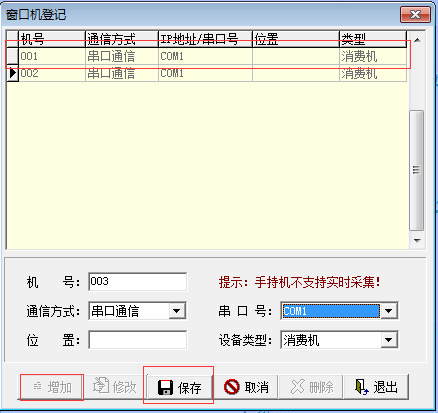 窗口机登记
机号 通信方式 IP地址/串口号 位置 类型
001 串口通信 COM1 消费机
002 串口通信 COM1 消费机
机 号： 003 提示：手持机不支持实时采集！
通信方式： 串口通信 串 口 号： COM1
位 置： 设备类型： 消费机
增加 修改 保存 取消 删除 退出